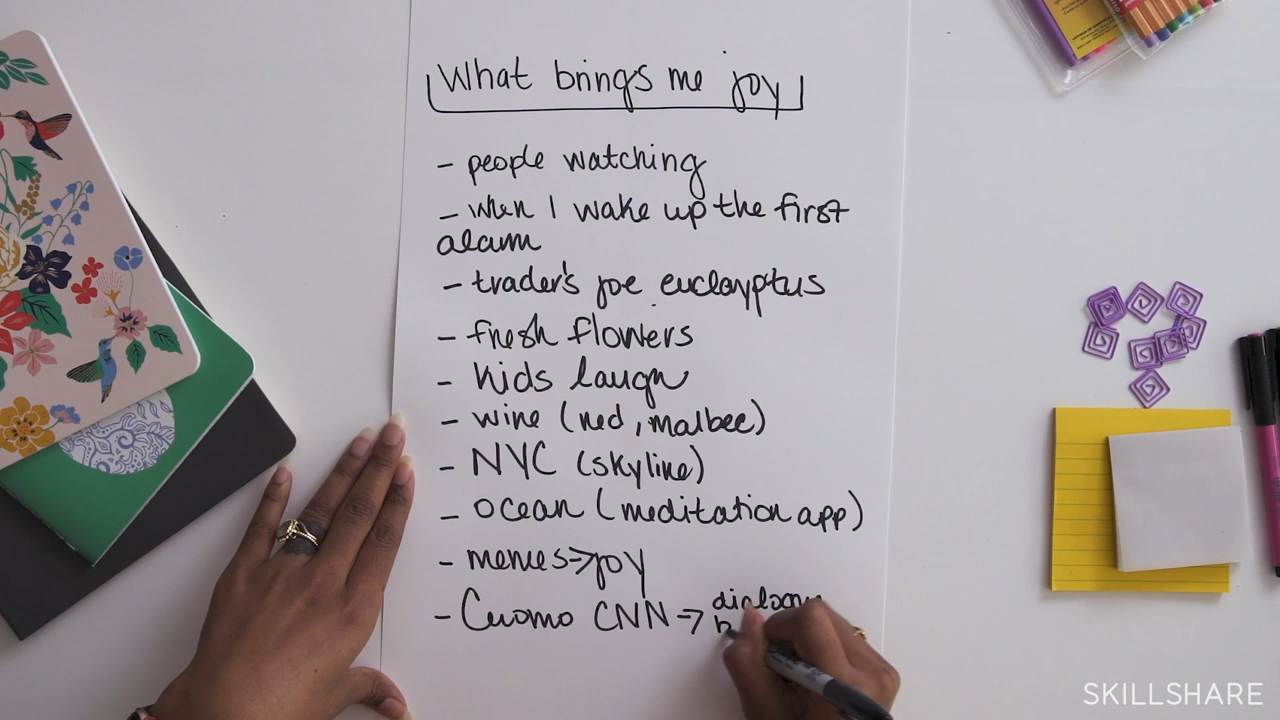 What brings me joy
- people watching
- when I wake up the first
alarm
- trader's joe euclayptus
- fresh flowers
- kids laugh
- wine (red, malbec)
- NYC (skyline)
- ocean (meditation app)
- memes → joy
- Cuomo CNN →
SKILLSHARE